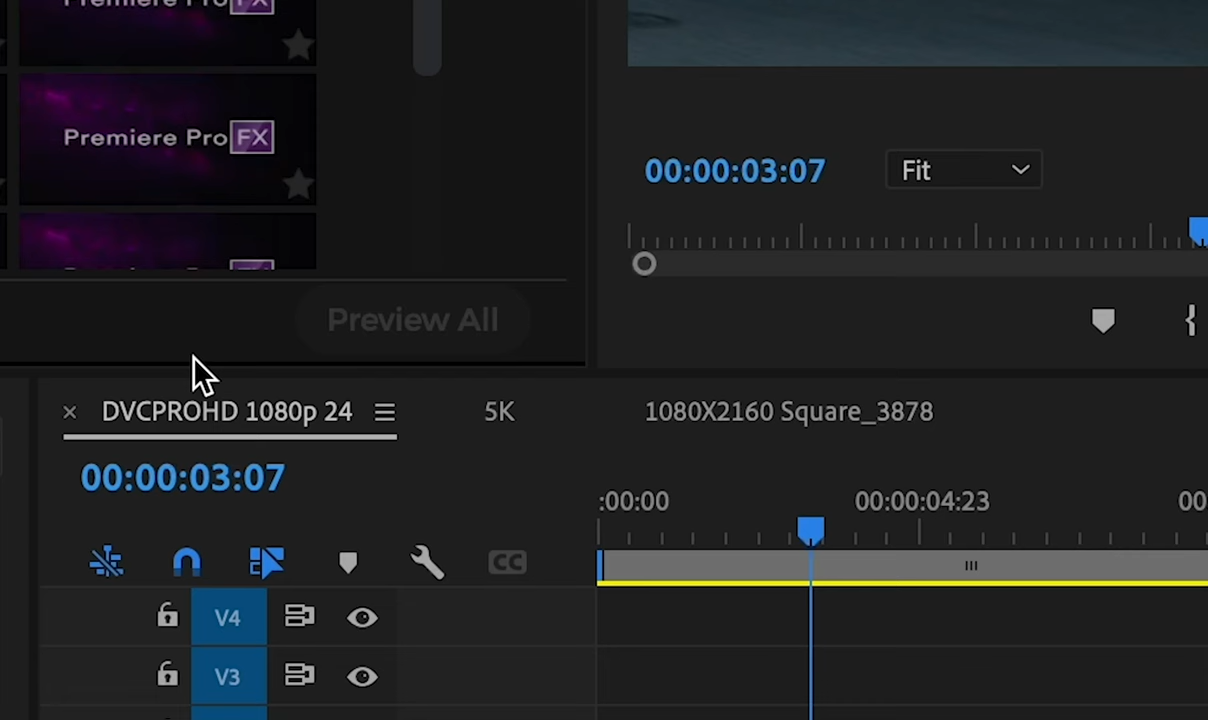 Premiere Pro FX
Premiere Pro FX
Preview All
00:00:03:07
Fit
DVCPROHD 1080p 24
5K
1080X2160 Square_3878
00:00:03:07
:00:00
00:00:04:23
00
CC
V4
V3